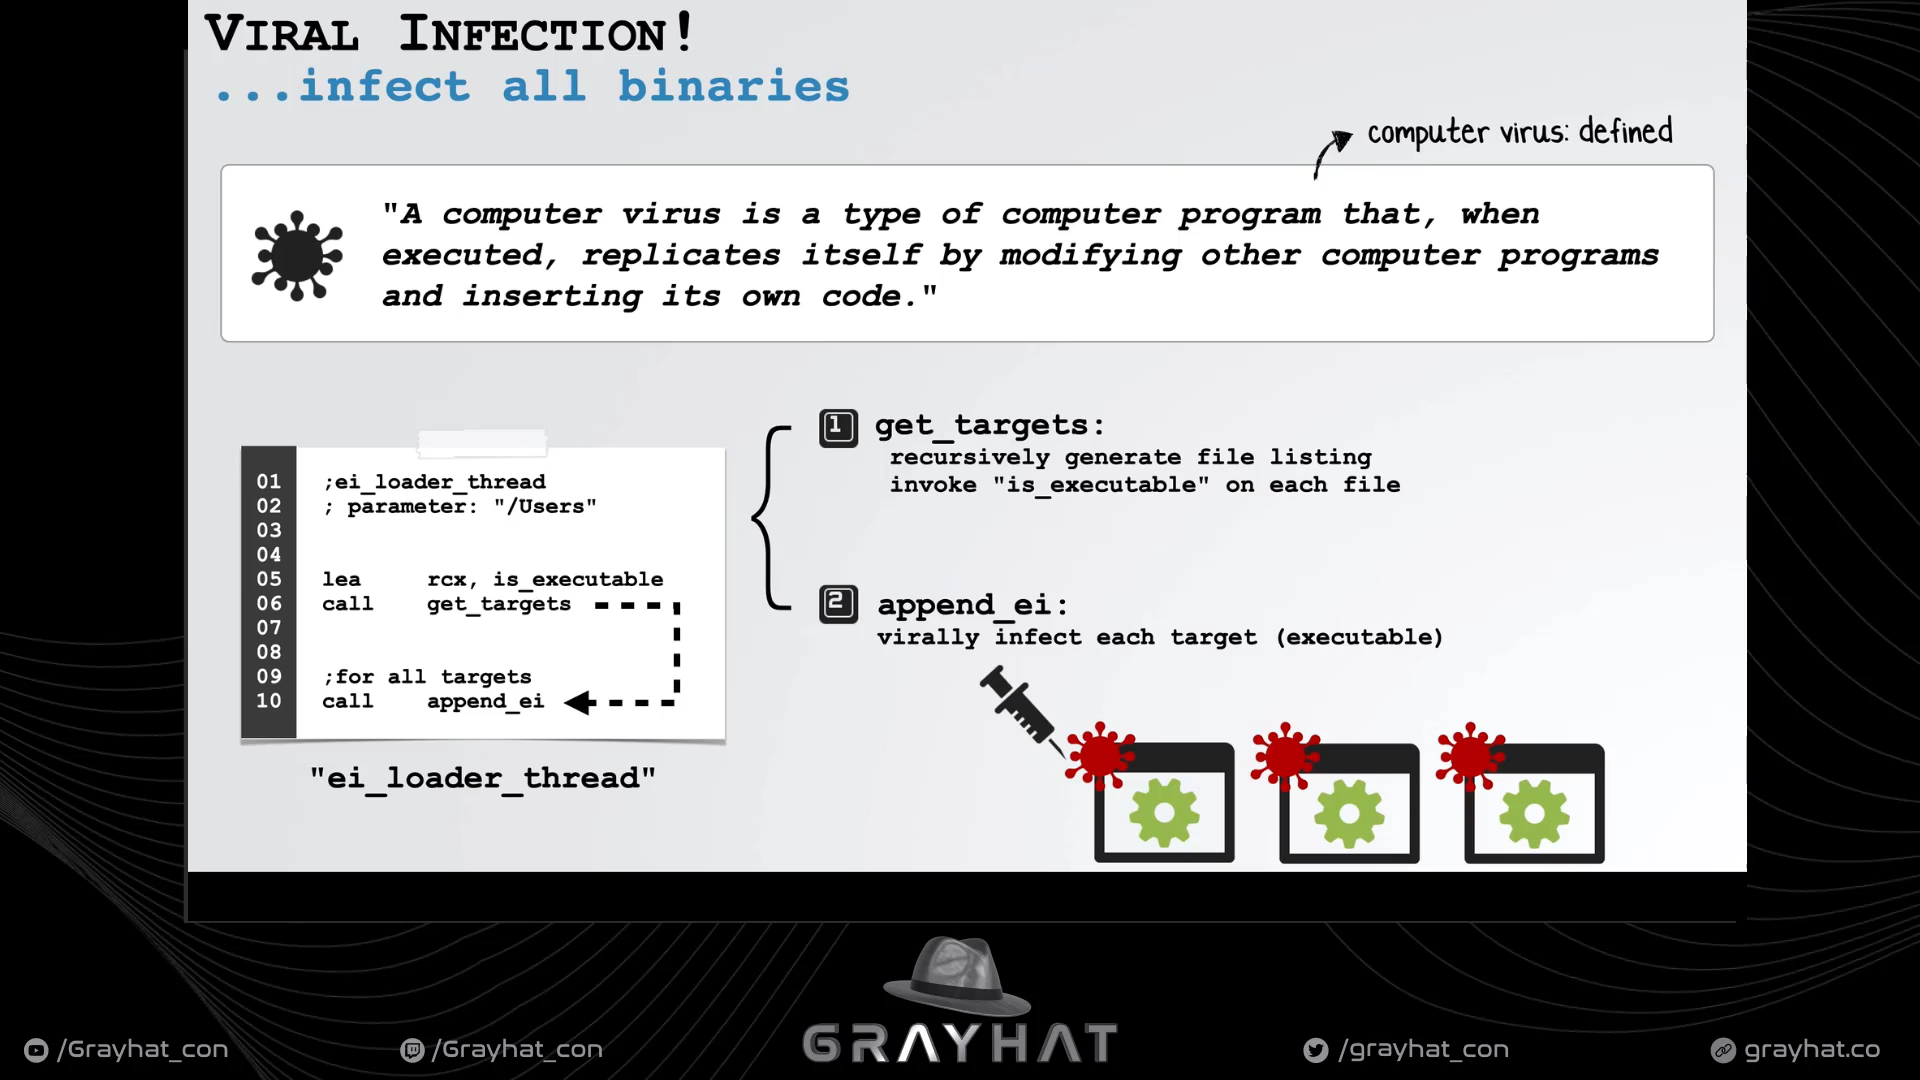 VIRAL INFECTION!
...infect all binaries
computer virus: defined
"A computer virus is a type of computer program that, when
executed, replicates itself by modifying other computer programs
and inserting its own code."
01 ;ei_loader_thread
02 ; parameter: "/Users"
03
04
05 lea rcx, is_executable
06 call get_targets
07
08
09 ;for all targets
10 call append_ei
"ei_loader_thread"
1 get_targets:
recursively generate file listing
invoke "is_executable" on each file
2 append_ei:
virally infect each target (executable)
GRAYHAT
/Grayhat_con
/Grayhat_con
/grayhat_con
grayhat.co